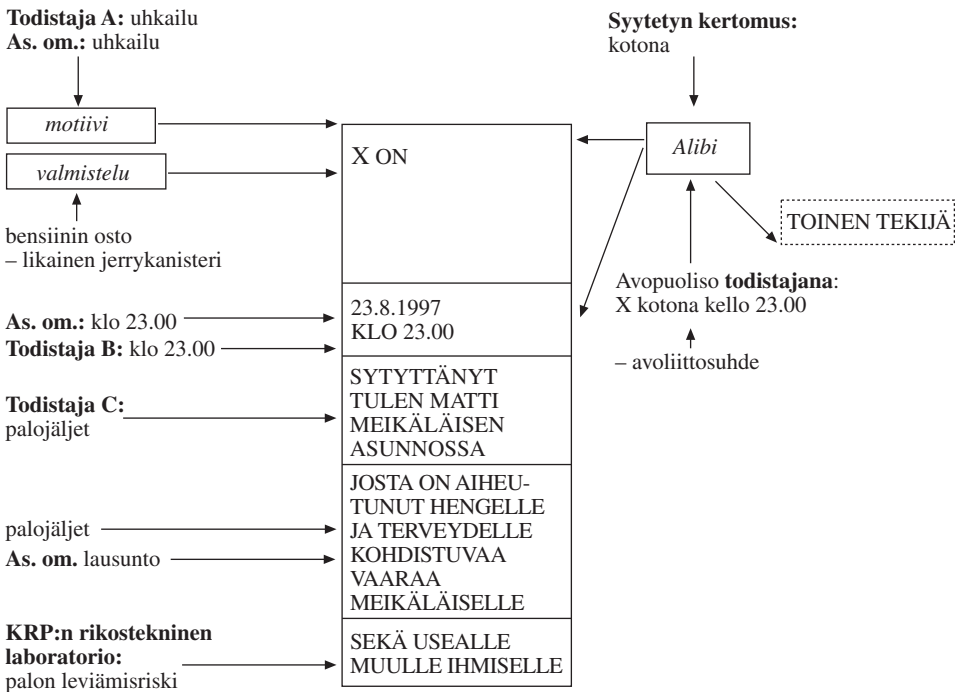 Todistaja A: uhkailu
As. om.: uhkailu
motiivi
valmistelu
bensiinin osto
– likainen jerrykanisteri
As. om.: klo 23.00
Todistaja B: klo 23.00
Todistaja C:
palojäljet
palojäljet
As. om. lausunto
KRP:n rikostekninen
laboratorio:
palon leviämisriski
X ON
23.8.1997
KLO 23.00
SYTYTTÄNYT
TULEN MATTI
MEIKÄLÄISEN
ASUNNOSSA
JOSTA ON AIHEU-
TUNUT HENGELLE
JA TERVEYDELLE
KOHDISTUVAA
VAARAA
MEIKÄLÄISELLE
SEKÄ USEALLE
MUULLE IHMISELLE
Syytetyn kertomus:
kotona
Alibi
TOINEN TEKIJÄ
Avopuoliso todistajana:
X kotona kello 23.00
– avoliittosuhde